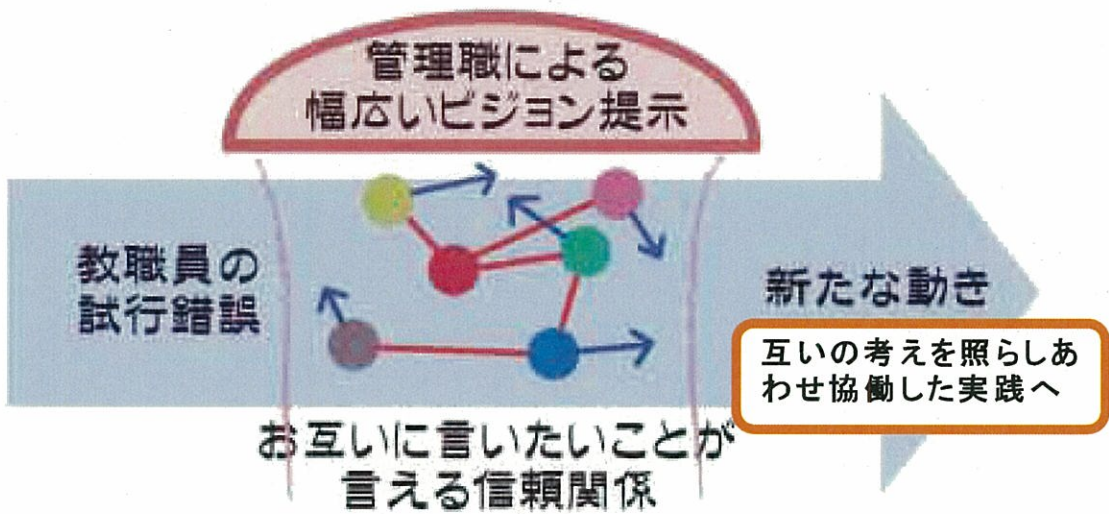 管理職による
幅広いビジョン提示
教職員の
試行錯誤
新たな動き
互いの考えを照らしあ
わせ協働した実践へ
お互いに言いたいことが
言える信頼関係